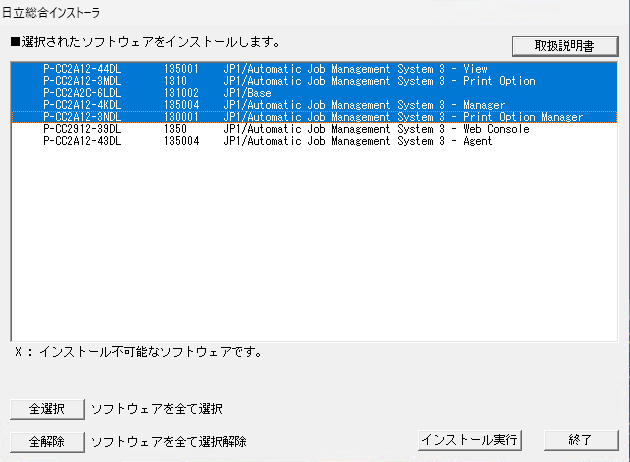 日立総合インストーラ
■選択されたソフトウェアをインストールします。
取扱説明書
P-CC2A12-44DL 135001 JP1/Automatic Job Management System 3 - View
P-CC2A12-3MDL 1310 JP1/Automatic Job Management System 3 - Print Option
P-CC2A2C-6LDL 131002 JP1/Base
P-CC2A12-4KDL 135004 JP1/Automatic Job Management System 3 - Manager
P-CC2A12-3NDL 130001 JP1/Automatic Job Management System 3 - Print Option Manager
P-CC2912-39DL 1350 JP1/Automatic Job Management System 3 - Web Console
P-CC2A12-43DL 135004 JP1/Automatic Job Management System 3 - Agent
X : インストール不可能なソフトウェアです。
全選択 ソフトウェアを全て選択
全解除 ソフトウェアを全て選択解除
インストール実行 終了